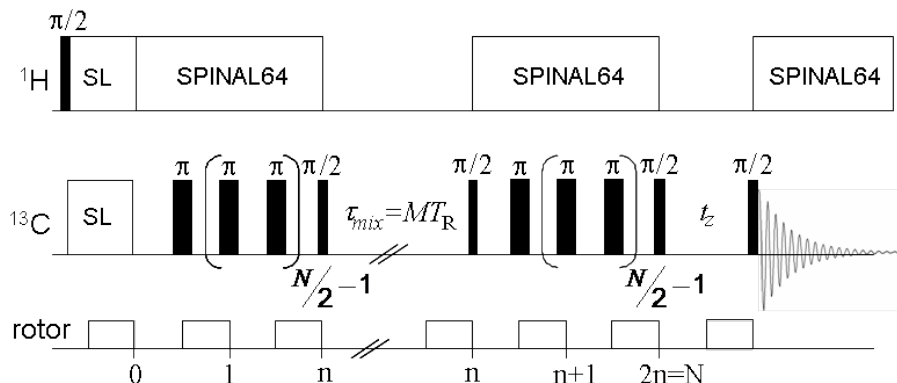 π/2
¹H SL SPINAL64 SPINAL64 SPINAL64
π π π π/2 π/2 π π π π/2 π/2
¹³C SL τmix=MTR tz
N/2-1 N/2-1
rotor
0 1 n n n+1 2n=N